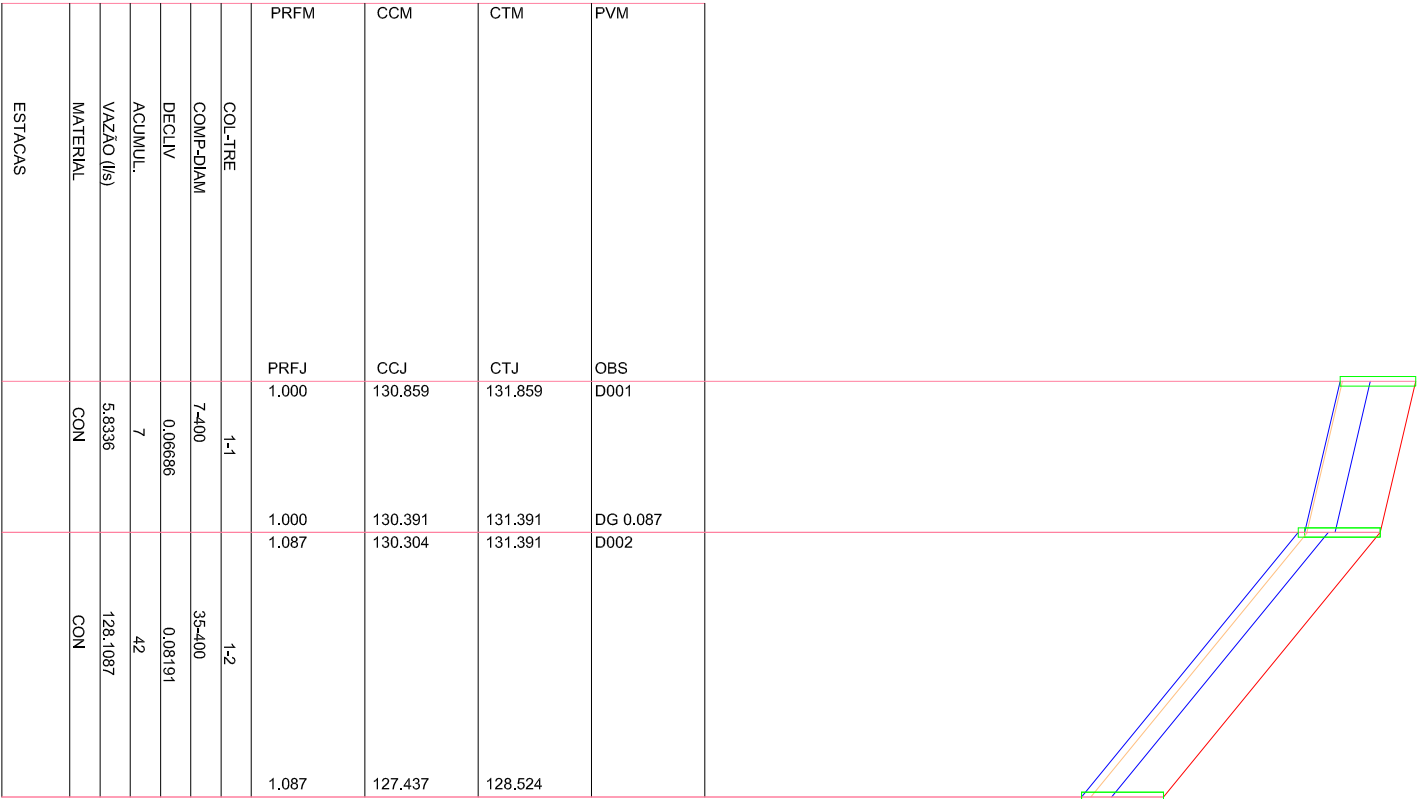 PRFM CCM CTM PVM
PRFJ CCJ CTJ OBS
COL-TRE
COMP-DIAM
DECLIV
ACUMUL.
VAZÃO (l/s)
MATERIAL
ESTACAS
1.000 130.859 131.859 D001
1.000 130.391 131.391 DG 0.087
1-1
7-400
0.06686
7
5.8336
CON
1.087 130.304 131.391 D002
1.087 127.437 128.524
1-2
35-400
0.08191
42
128.1087
CON